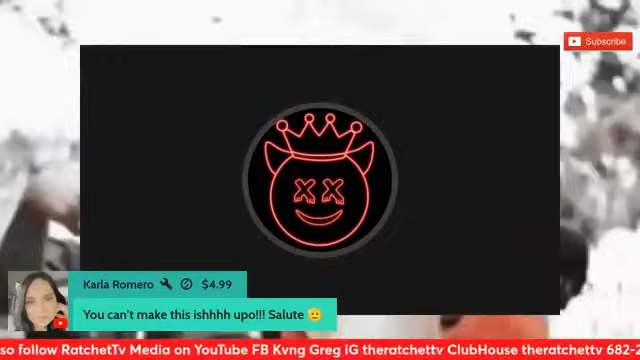 Subscribe
Karla Romero $4.99
You can't make this ishhhh upo!!! Salute 🫡
so follow RatchetTv Media on YouTube FB Kvng Greg iG theratchettv ClubHouse theratchettv 682-2